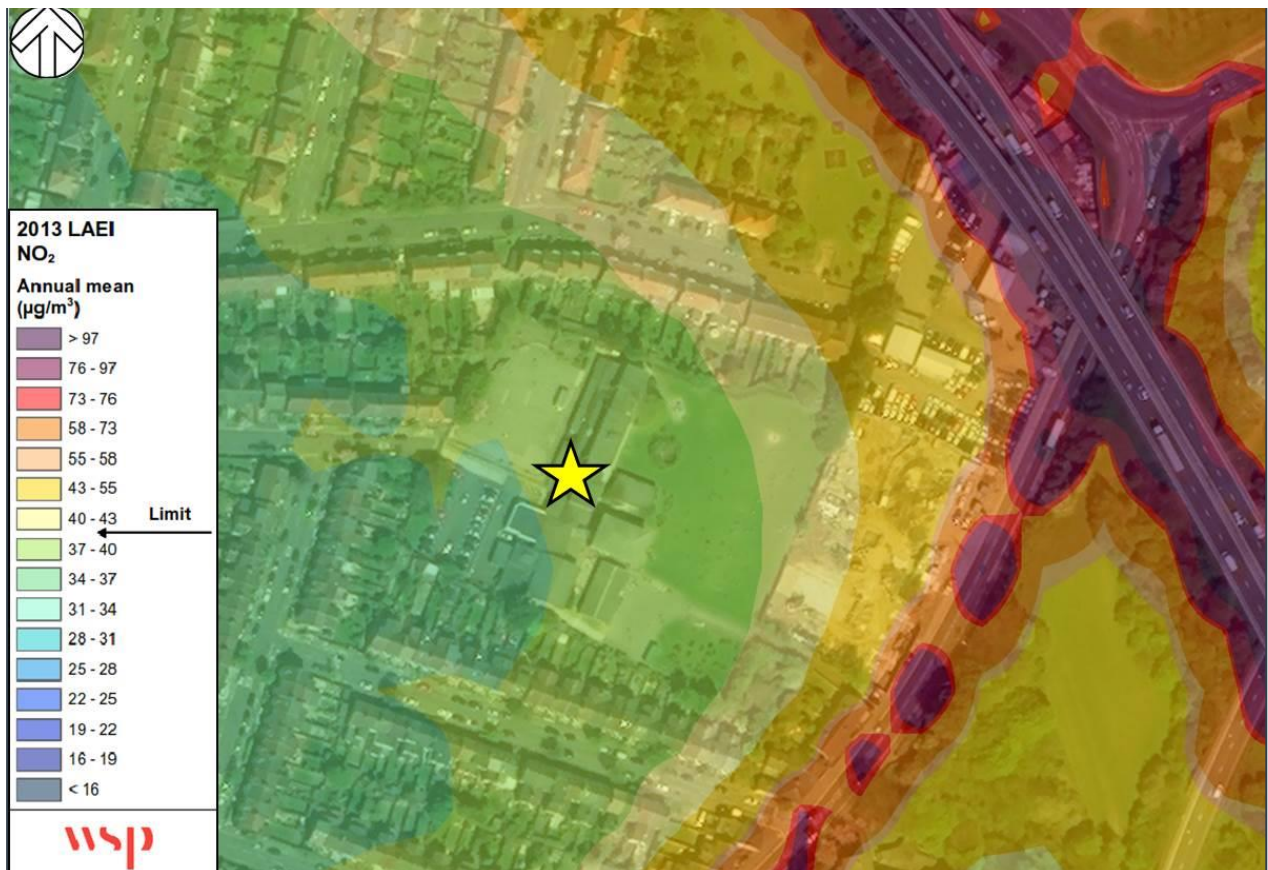 2013 LAEI
NO₂
Annual mean
(µg/m³)
> 97
76 - 97
73 - 76
58 - 73
55 - 58
43 - 55
40 - 43
Limit
37 - 40
34 - 37
31 - 34
28 - 31
25 - 28
22 - 25
19 - 22
16 - 19
< 16
wsp